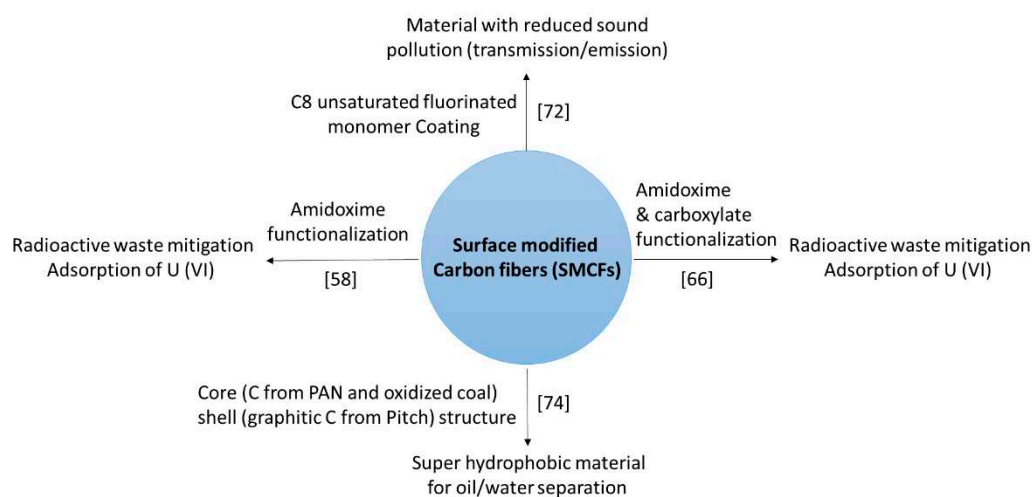 Material with reduced sound
pollution (transmission/emission)
C8 unsaturated fluorinated
monomer Coating
[72]
Amidoxime
functionalization
Radioactive waste mitigation
Adsorption of U (VI)
[58]
Surface modified
Carbon fibers (SMCFs)
Amidoxime
& carboxylate
functionalization
[66]
Radioactive waste mitigation
Adsorption of U (VI)
Core (C from PAN and oxidized coal)
shell (graphitic C from Pitch) structure
[74]
Super hydrophobic material
for oil/water separation